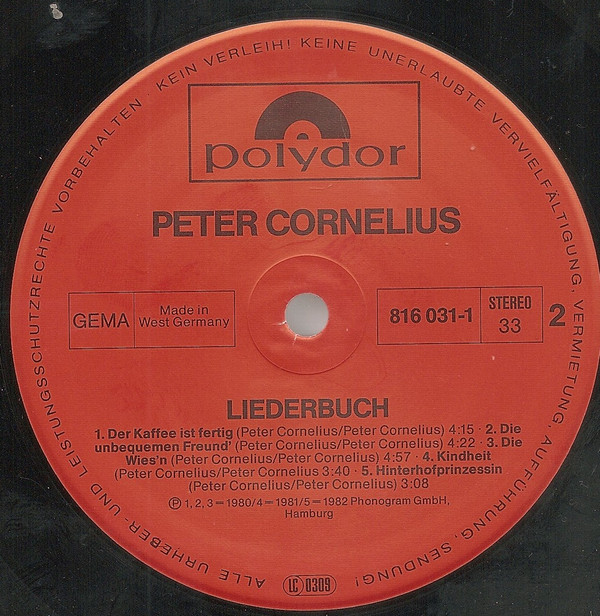 ALLE URHEBER- UND LEISTUNGSSCHUTZRECHTE VORBEHALTEN KEIN VERLEIH! KEINE UNERLAUBTE VERVIELFÄLTIGUNG, VERMIETUNG, AUFFÜHRUNG, SENDUNG!
polydor
PETER CORNELIUS
GEMA
Made in
West Germany
816 031-1
STEREO
33
2
LIEDERBUCH
1. Der Kaffee ist fertig (Peter Cornelius/Peter Cornelius) 4:15 · 2. Die
unbequemen Freund' (Peter Cornelius/Peter Cornelius) 4:22 · 3. Die
Wies'n (Peter Cornelius/Peter Cornelius) 4:57 · 4. Kindheit
(Peter Cornelius/Peter Cornelius 3:40 · 5. Hinterhofprinzessin
(Peter Cornelius/Peter Cornelius) 3:08
℗ 1, 2, 3 = 1980/4 = 1981/5 = 1982 Phonogram GmbH,
Hamburg
LC 0309